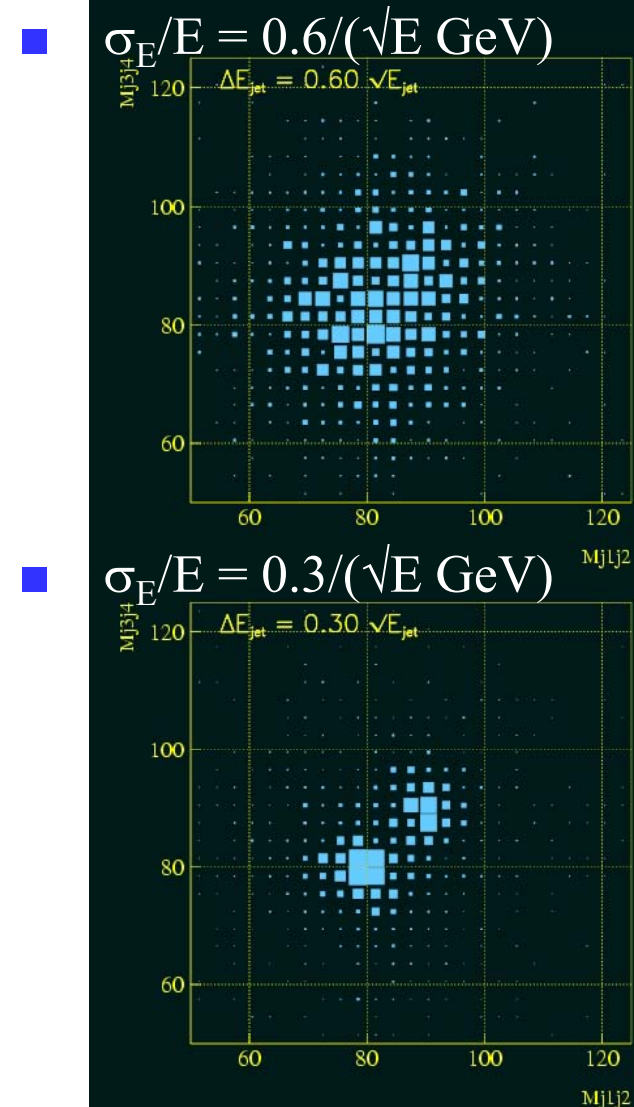 σE/E = 0.6/(√E GeV)
ΔEjet = 0.60 √Ejet
Mj3j4
120
100
80
60
60 80 100 120
Mj1j2
σE/E = 0.3/(√E GeV)
ΔEjet = 0.30 √Ejet
Mj3j4
120
100
80
60
60 80 100 120
Mj1j2